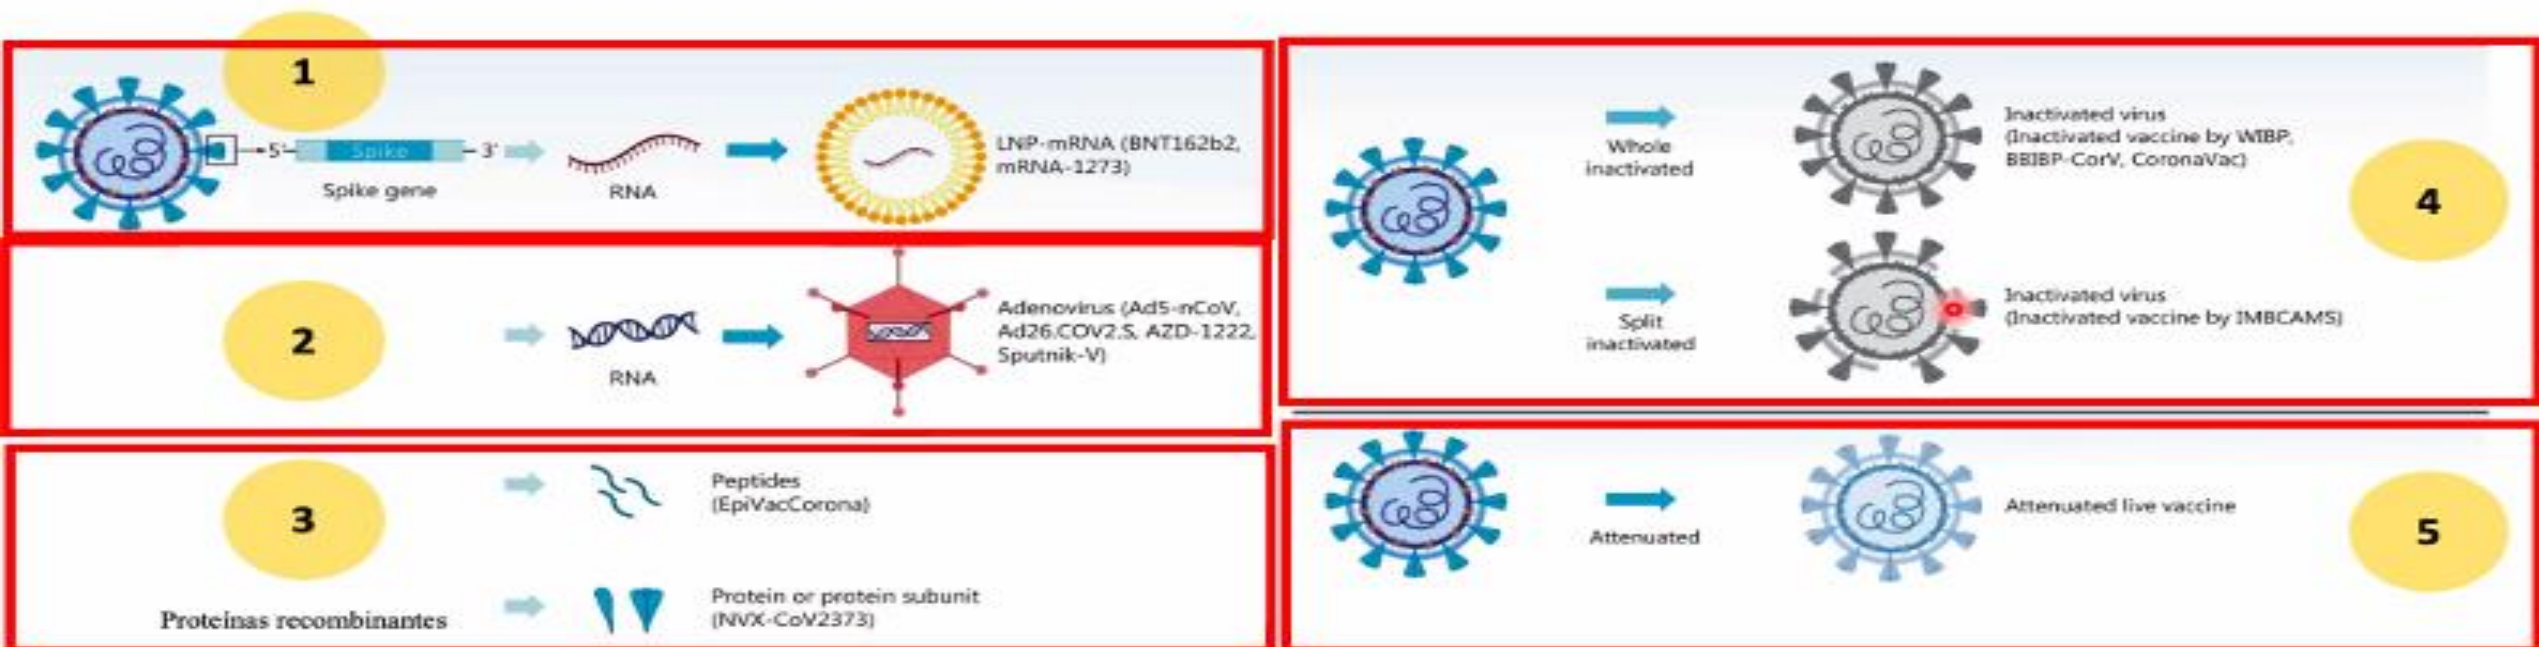 1
5'
Spike
3'
Spike gene
RNA
LNP-mRNA (BNT162b2,
mRNA-1273)
2
RNA
Adenovirus (Ad5-nCoV,
Ad26.COV2.S, AZD-1222,
Sputnik-V)
3
Proteínas recombinantes
Peptides
(EpiVacCorona)
Protein or protein subunit
(NVX-CoV2373)
Whole
inactivated
Inactivated virus
(Inactivated vaccine by WIBP,
BBIBP-CorV, CoronaVac)
4
Split
inactivated
Inactivated virus
(Inactivated vaccine by IMBCAMS)
Attenuated
Attenuated live vaccine
5